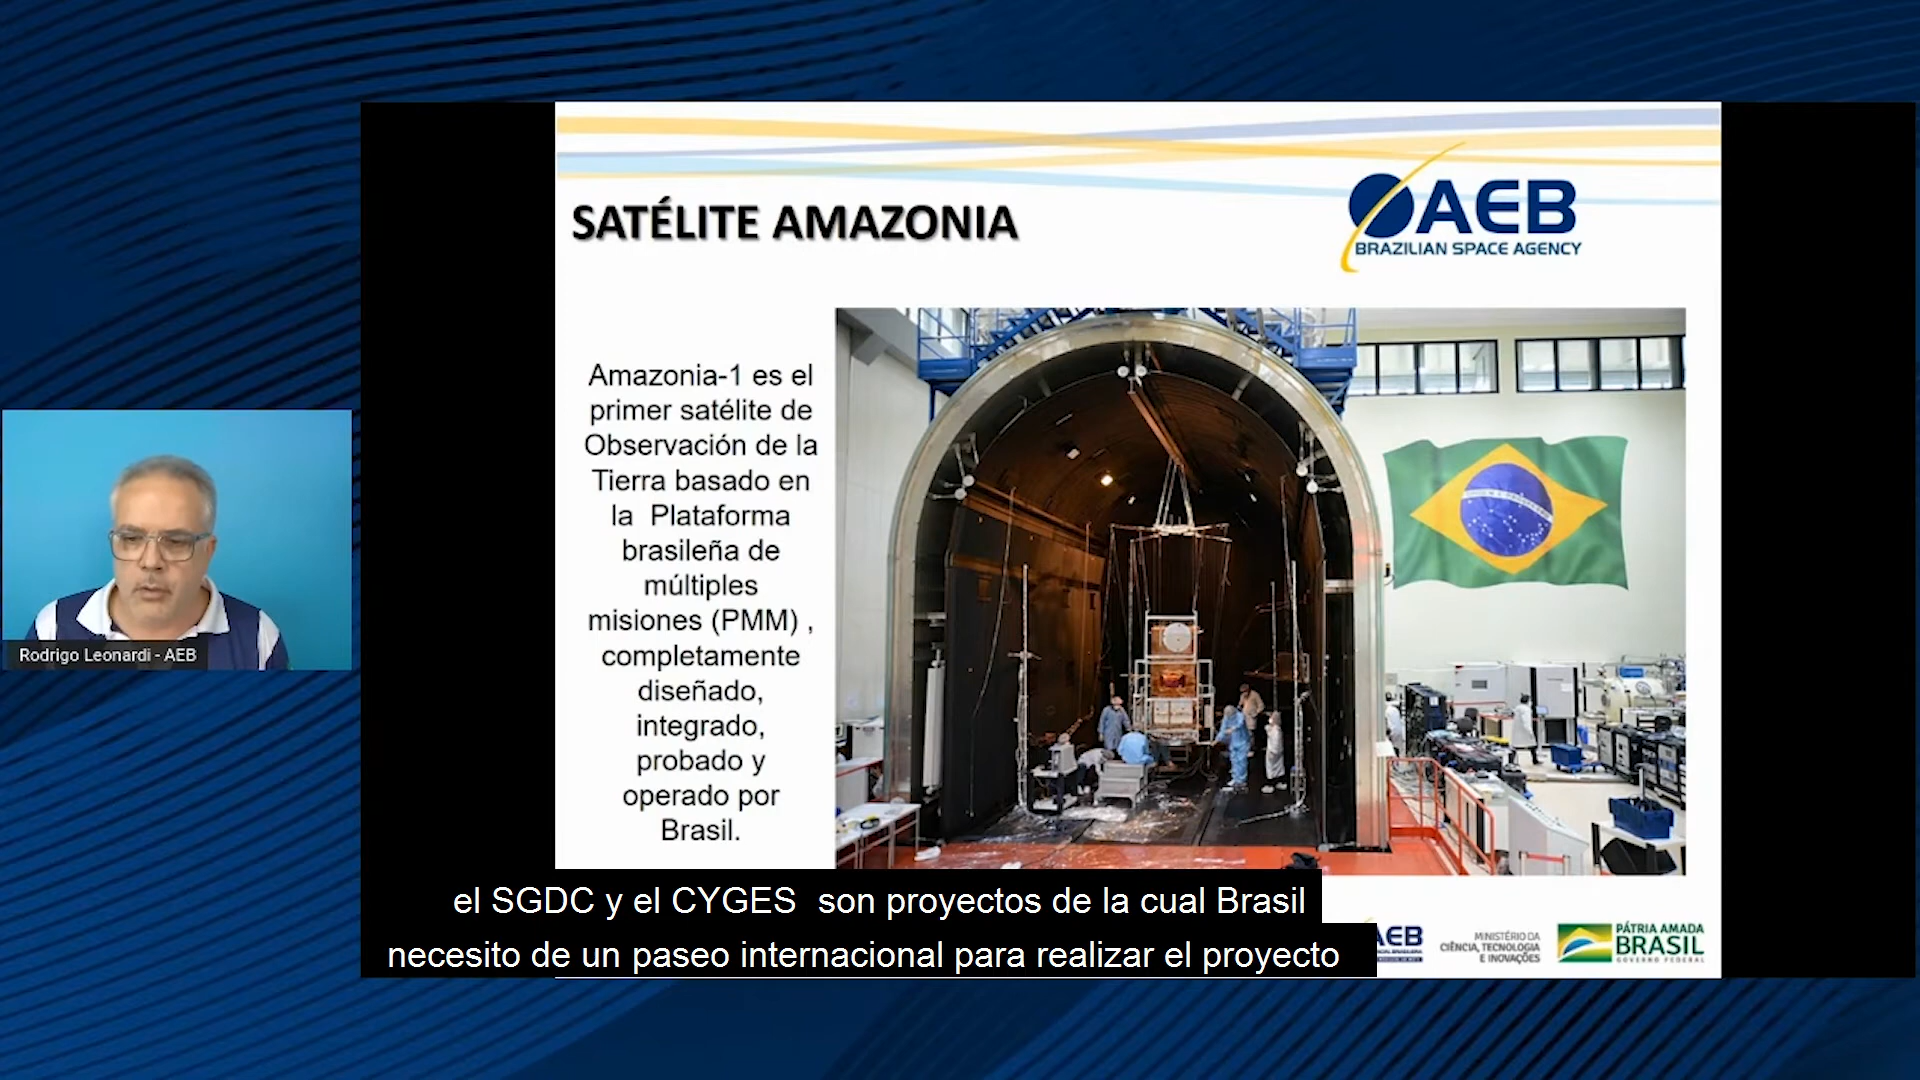 SATÉLITE AMAZONIA
AEB
BRAZILIAN SPACE AGENCY
Amazonia-1 es el
primer satélite de
Observación de la
Tierra basado en
la Plataforma
brasileña de
múltiples
misiones (PMM) ,
completamente
diseñado,
integrado,
probado y
operado por
Brasil.
Rodrigo Leonardi - AEB
el SGDC y el CYGES son proyectos de la cual Brasil
necesito de un paseo internacional para realizar el proyecto
AEB
MINISTÉRIO DA
CIÊNCIA, TECNOLOGIA
E INOVAÇÕES
PÁTRIA AMADA
BRASIL
GOVERNO FEDERAL